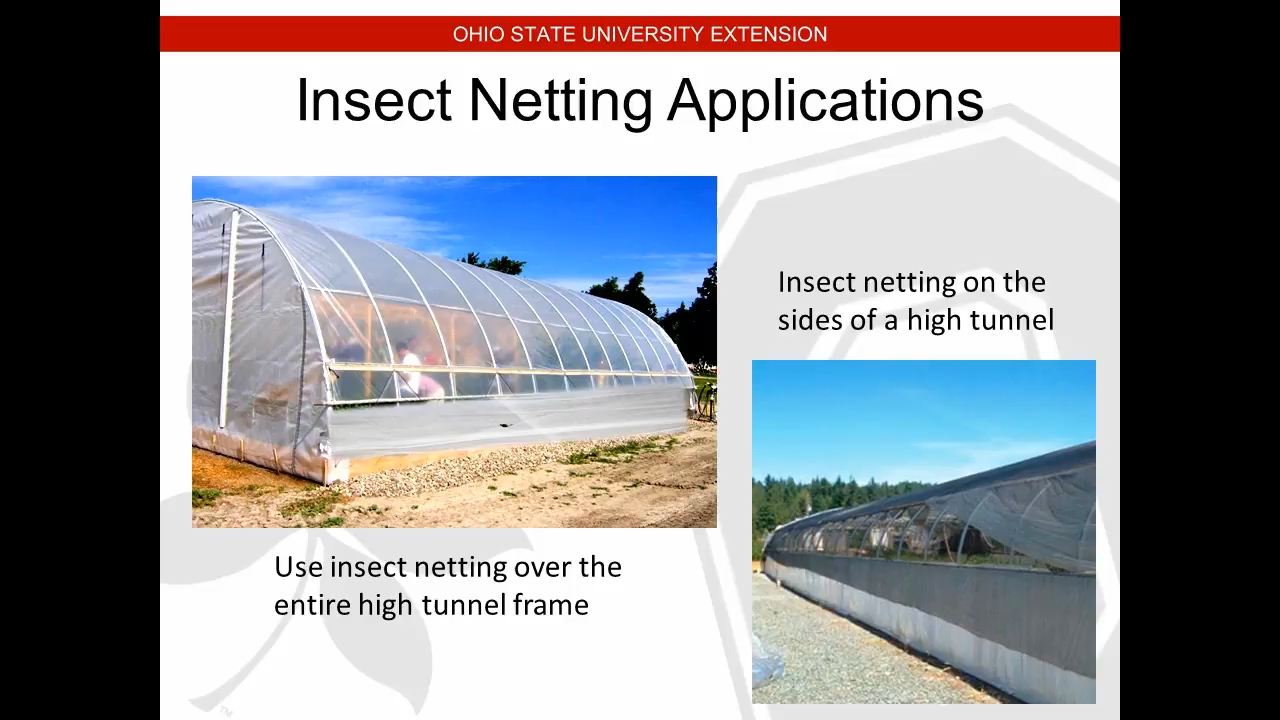 OHIO STATE UNIVERSITY EXTENSION
Insect Netting Applications
Insect netting on the
sides of a high tunnel
Use insect netting over the
entire high tunnel frame
TM